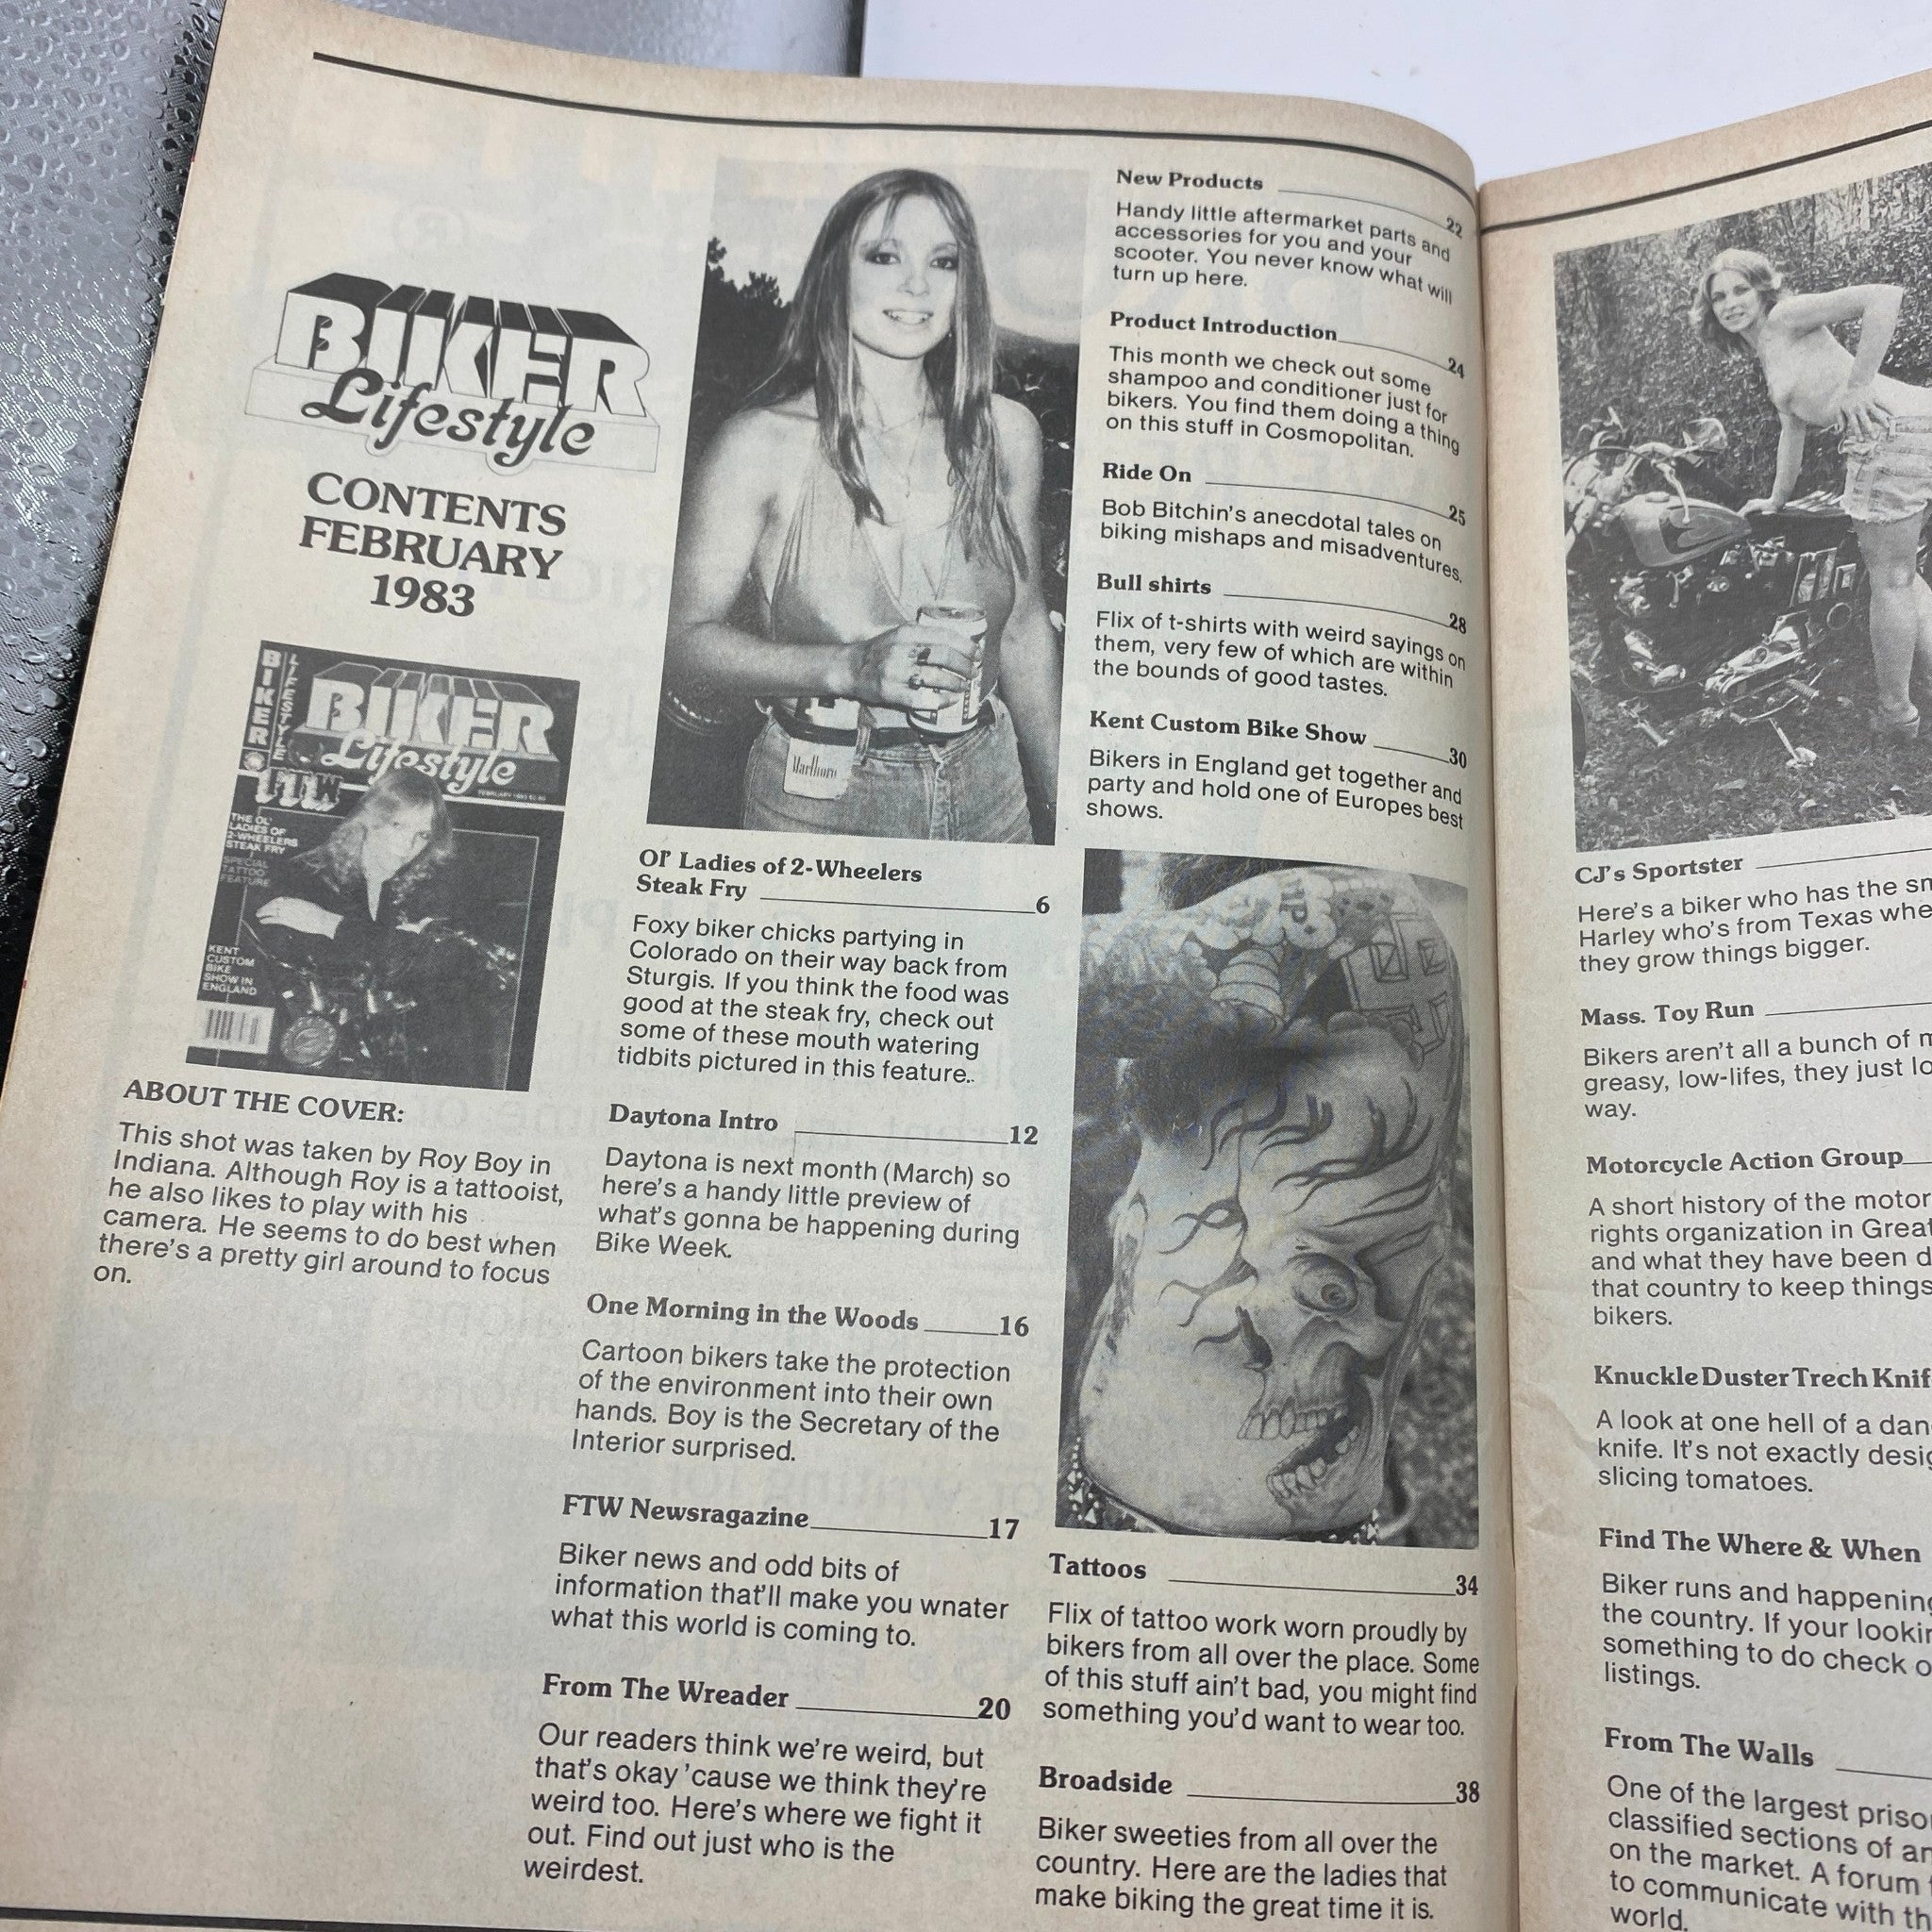 BIKER
Lifestyle
CONTENTS
FEBRUARY
1983
BIKER
LIFESTYLE
BIKER
Lifestyle
FEBRUARY 1983
FTW
THE OL'
LADIES OF
2-WHEELERS
STEAK FRY
SPECIAL
TATTOO
FEATURE
KENT
CUSTOM
BIKE
SHOW IN
ENGLAND
ABOUT THE COVER:
This shot was taken by Roy Boy in
Indiana. Although Roy is a tattooist,
he also likes to play with his
camera. He seems to do best when
there's a pretty girl around to focus
on.
Marlboro
Ol' Ladies of 2-Wheelers
Steak Fry 6
Foxy biker chicks partying in
Colorado on their way back from
Sturgis. If you think the food was
good at the steak fry, check out
some of these mouth watering
tidbits pictured in this feature..
Daytona Intro 12
Daytona is next month (March) so
here's a handy little preview of
what's gonna be happening during
Bike Week.
One Morning in the Woods 16
Cartoon bikers take the protection
of the environment into their own
hands. Boy is the Secretary of the
Interior surprised.
FTW Newsragazine 17
Biker news and odd bits of
information that'll make you wnater
what this world is coming to.
From The Wreader 20
Our readers think we're weird, but
that's okay 'cause we think they're
weird too. Here's where we fight it
out. Find out just who is the
weirdest.
New Products 22
Handy little aftermarket parts and
accessories for you and your
scooter. You never know what will
turn up here.
Product Introduction 24
This month we check out some
shampoo and conditioner just for
bikers. You find them doing a thing
on this stuff in Cosmopolitan.
Ride On 25
Bob Bitchin's anecdotal tales on
biking mishaps and misadventures.
Bull shirts 28
Flix of t-shirts with weird sayings on
them, very few of which are within
the bounds of good tastes.
Kent Custom Bike Show 30
Bikers in England get together and
party and hold one of Europes best
shows.
Tattoos 34
Flix of tattoo work worn proudly by
bikers from all over the place. Some
of this stuff ain't bad, you might find
something you'd want to wear too.
Broadside 38
Biker sweeties from all over the
country. Here are the ladies that
make biking the great time it is.
CJ's Sportster
Here's a biker who has the
Harley who's from Texas
they grow things bigger.
Mass. Toy Run
Bikers aren't all a bunch of
greasy, low-lifes, they just
way.
Motorcycle Action Group
A short history of the motor
rights organization in Great
and what they have been
that country to keep things
bikers.
Knuckle Duster Trech Knif
A look at one hell of a dan
knife. It's not exactly desig
slicing tomatoes.
Find The Where & When
Biker runs and happening
the country. If your lookin
something to do check
listings.
From The Walls
One of the largest priso
classified sections of
on the market. A forum
to communicate with th
world.